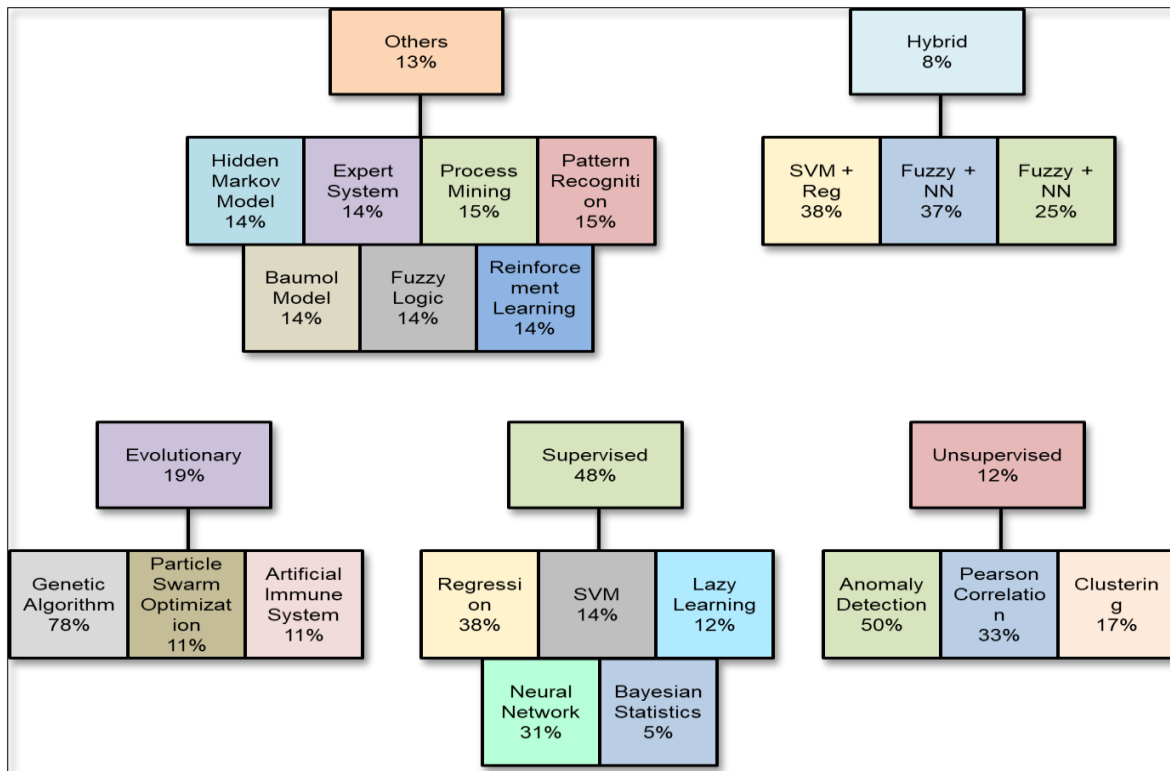 Others
13%
Hybrid
8%
Hidden
Markov
Model
14%
Expert
System
14%
Process
Mining
15%
Pattern
Recogniti
on
15%
SVM +
Reg
38%
Fuzzy +
NN
37%
Fuzzy +
NN
25%
Baumol
Model
14%
Fuzzy
Logic
14%
Reinforce
ment
Learning
14%
Evolutionary
19%
Supervised
48%
Unsupervised
12%
Genetic
Algorithm
78%
Particle
Swarm
Optimizat
ion
11%
Artificial
Immune
System
11%
Regressi
on
38%
SVM
14%
Lazy
Learning
12%
Anomaly
Detection
50%
Pearson
Correlatio
n
33%
Clusterin
g
17%
Neural
Network
31%
Bayesian
Statistics
5%